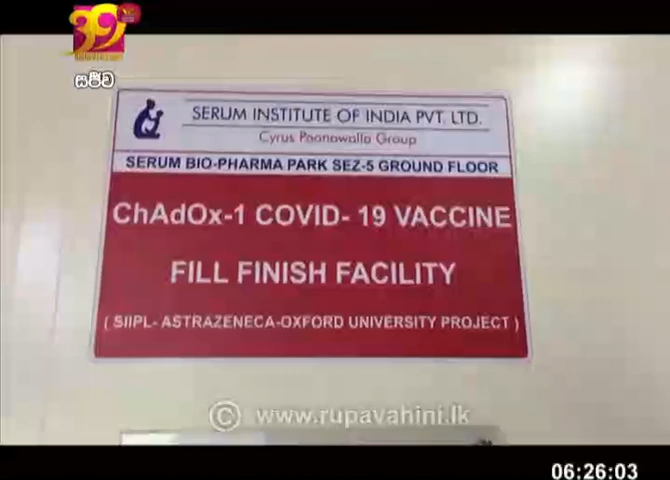 39
සජීව
SERUM INSTITUTE OF INDIA PVT. LTD.
Cyrus Poonawalla Group
SERUM BIO-PHARMA PARK SEZ-5 GROUND FLOOR
ChAdOx-1 COVID- 19 VACCINE
FILL FINISH FACILITY
( SIIPL- ASTRAZENECA-OXFORD UNIVERSITY PROJECT )
© www.rupavahini.lk
06:26:03